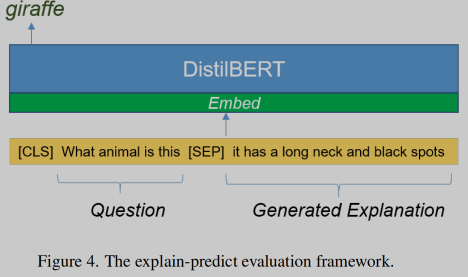 giraffe
DistilBERT
Embed
[CLS] What animal is this [SEP] it has a long neck and black spots
Question Generated Explanation
Figure 4. The explain-predict evaluation framework.